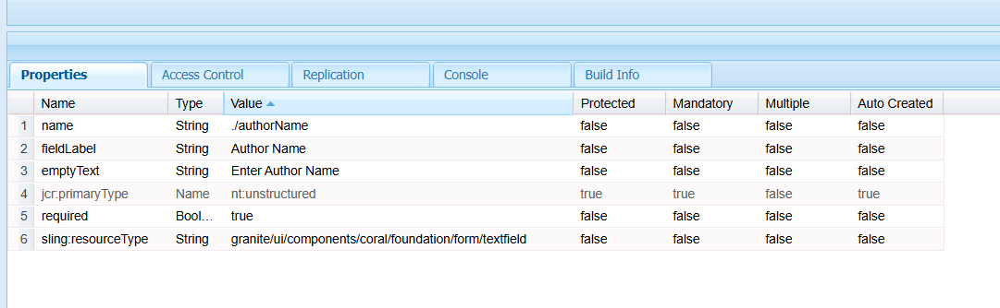 Properties Access Control Replication Console Build Info
Name Type Value Protected Mandatory Multiple Auto Created
1 name String ./authorName false false false false
2 fieldLabel String Author Name false false false false
3 emptyText String Enter Author Name false false false false
4 jcr:primaryType Name nt:unstructured true true false true
5 required Bool... true false false false false
6 sling:resourceType String granite/ui/components/coral/foundation/form/textfield false false false false